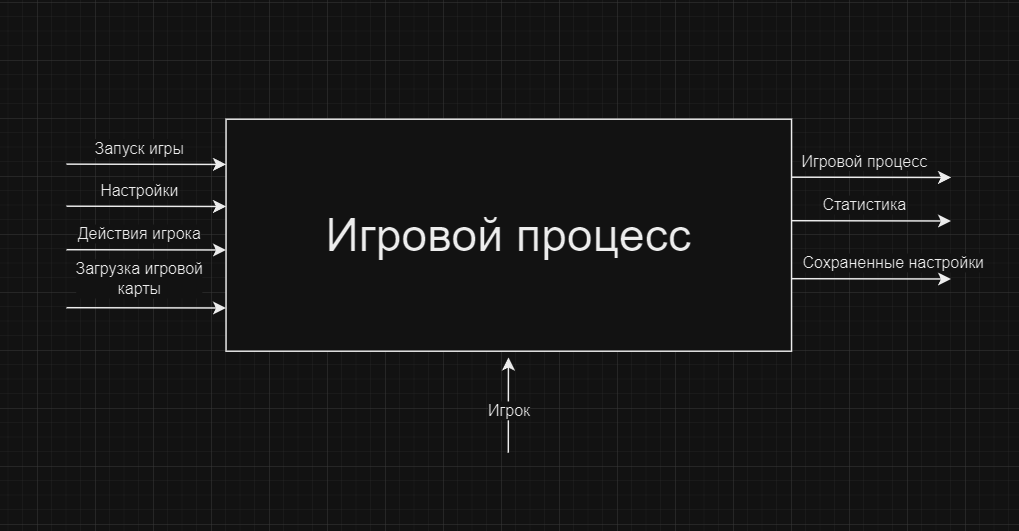 Запуск игры
Настройки
Действия игрока
Загрузка игровой
карты
Игровой процесс
Игровой процесс
Статистика
Сохраненные настройки
Игрок